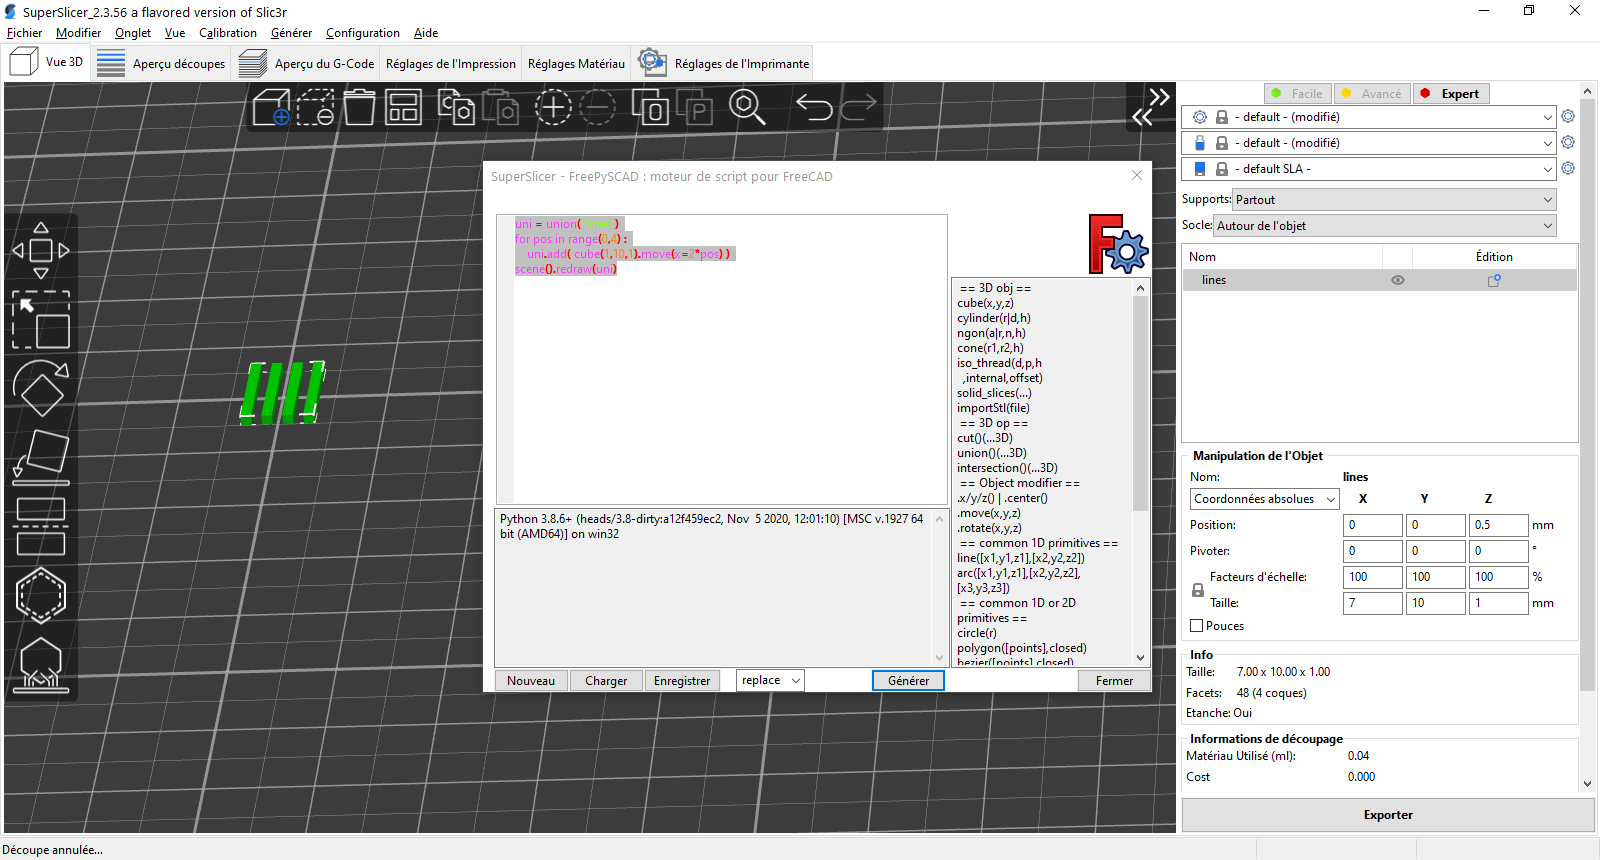 SuperSlicer_2.3.56 a flavored version of Slic3r
Fichier Modifier Onglet Vue Calibration Générer Configuration Aide
Vue 3D Aperçu découpes Aperçu du G-Code Réglages de l'Impression Réglages Matériau Réglages de l'Imprimante
Facile Avancé Expert
- default - (modifié)
- default - (modifié)
- default SLA -
Supports: Partout
Socle: Autour de l'objet
Nom Édition
lines
SuperSlicer - FreePySCAD : moteur de script pour FreeCAD
uni = union("lines")
for pos in range(0,4) :
uni.add( cube(1,10,1).move(x=2*pos) )
scene().redraw(uni)
== 3D obj ==
cube(x,y,z)
cylinder(r|d,h)
ngon(a|r,n,h)
cone(r1,r2,h)
iso_thread(d,p,h
,internal,offset)
solid_slices(...)
importStl(file)
== 3D op ==
cut()(...3D)
union()(...3D)
intersection()(...3D)
== Object modifier ==
.x/y/z() | .center()
.move(x,y,z)
.rotate(x,y,z)
== common 1D primitives ==
line([x1,y1,z1],[x2,y2,z2])
arc([x1,y1,z1],[x2,y2,z2],
[x3,y3,z3])
== common 1D or 2D
primitives ==
circle(r)
polygon([points],closed)
bezier([points],closed)
Python 3.8.6+ (heads/3.8-dirty:a12f459ec2, Nov 5 2020, 12:01:10) [MSC v.1927 64
bit (AMD64)] on win32
Nouveau Charger Enregistrer replace Générer Fermer
Manipulation de l'Objet
Nom: lines
Coordonnées absolues X Y Z
Position: 0 0 0.5 mm
Pivoter: 0 0 0 °
Facteurs d'échelle: 100 100 100 %
Taille: 7 10 1 mm
Pouces
Info
Taille: 7.00 x 10.00 x 1.00
Facets: 48 (4 coques)
Etanche: Oui
Informations de découpage
Matériau Utilisé (ml): 0.04
Cost 0.000
Exporter
Découpe annulée...